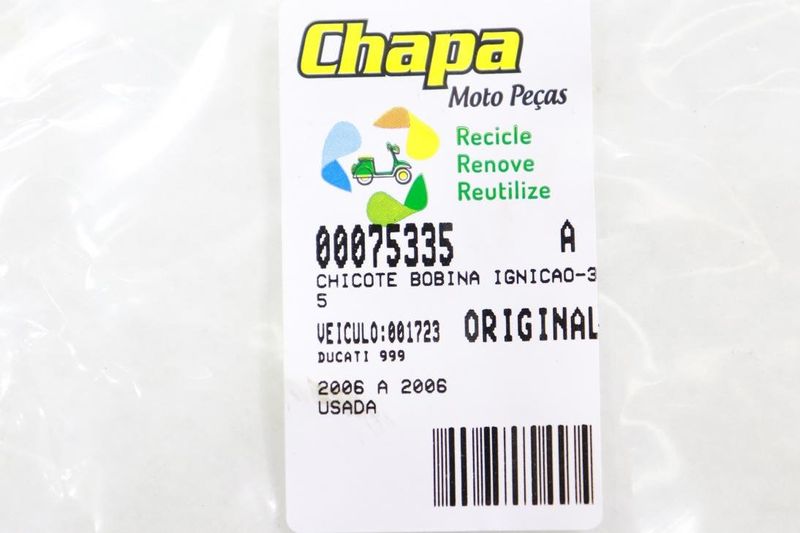 Chapa
Moto Peças
Recicle
Renove
Reutilize
00075335 A
CHICOTE BOBINA IGNICAO-3
5
VEICULO:001723 ORIGINAL
DUCATI 999
2006 A 2006
USADA